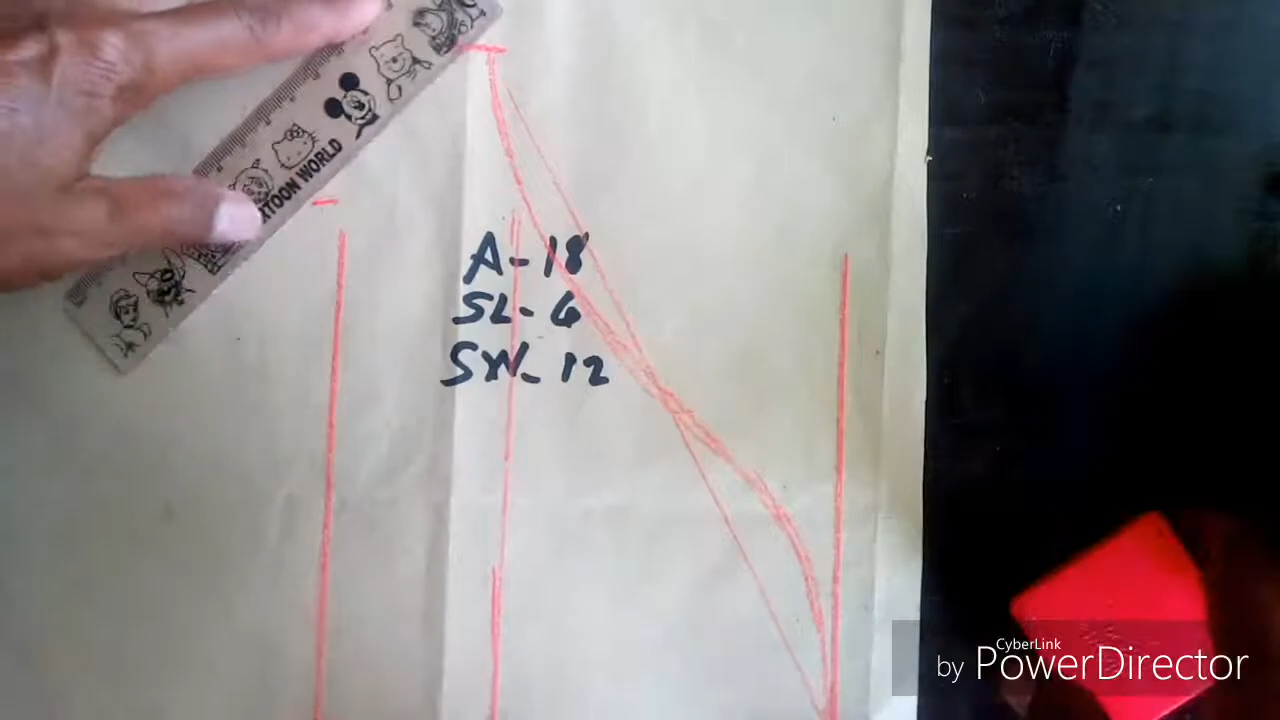 CARTOON WORLD
A-18
SL-6
SW-12
CyberLink
by PowerDirector